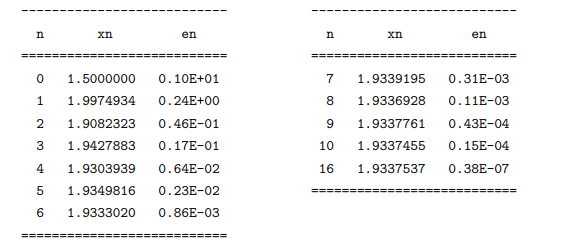 ---------------------------
n xn en
===========================
0 1.5000000 0.10E+01
1 1.9974934 0.24E+00
2 1.9082323 0.46E-01
3 1.9427883 0.17E-01
4 1.9303939 0.64E-02
5 1.9349816 0.23E-02
6 1.9333020 0.86E-03
===========================
---------------------------
n xn en
===========================
7 1.9339195 0.31E-03
8 1.9336928 0.11E-03
9 1.9337761 0.43E-04
10 1.9337455 0.15E-04
16 1.9337537 0.38E-07
===========================